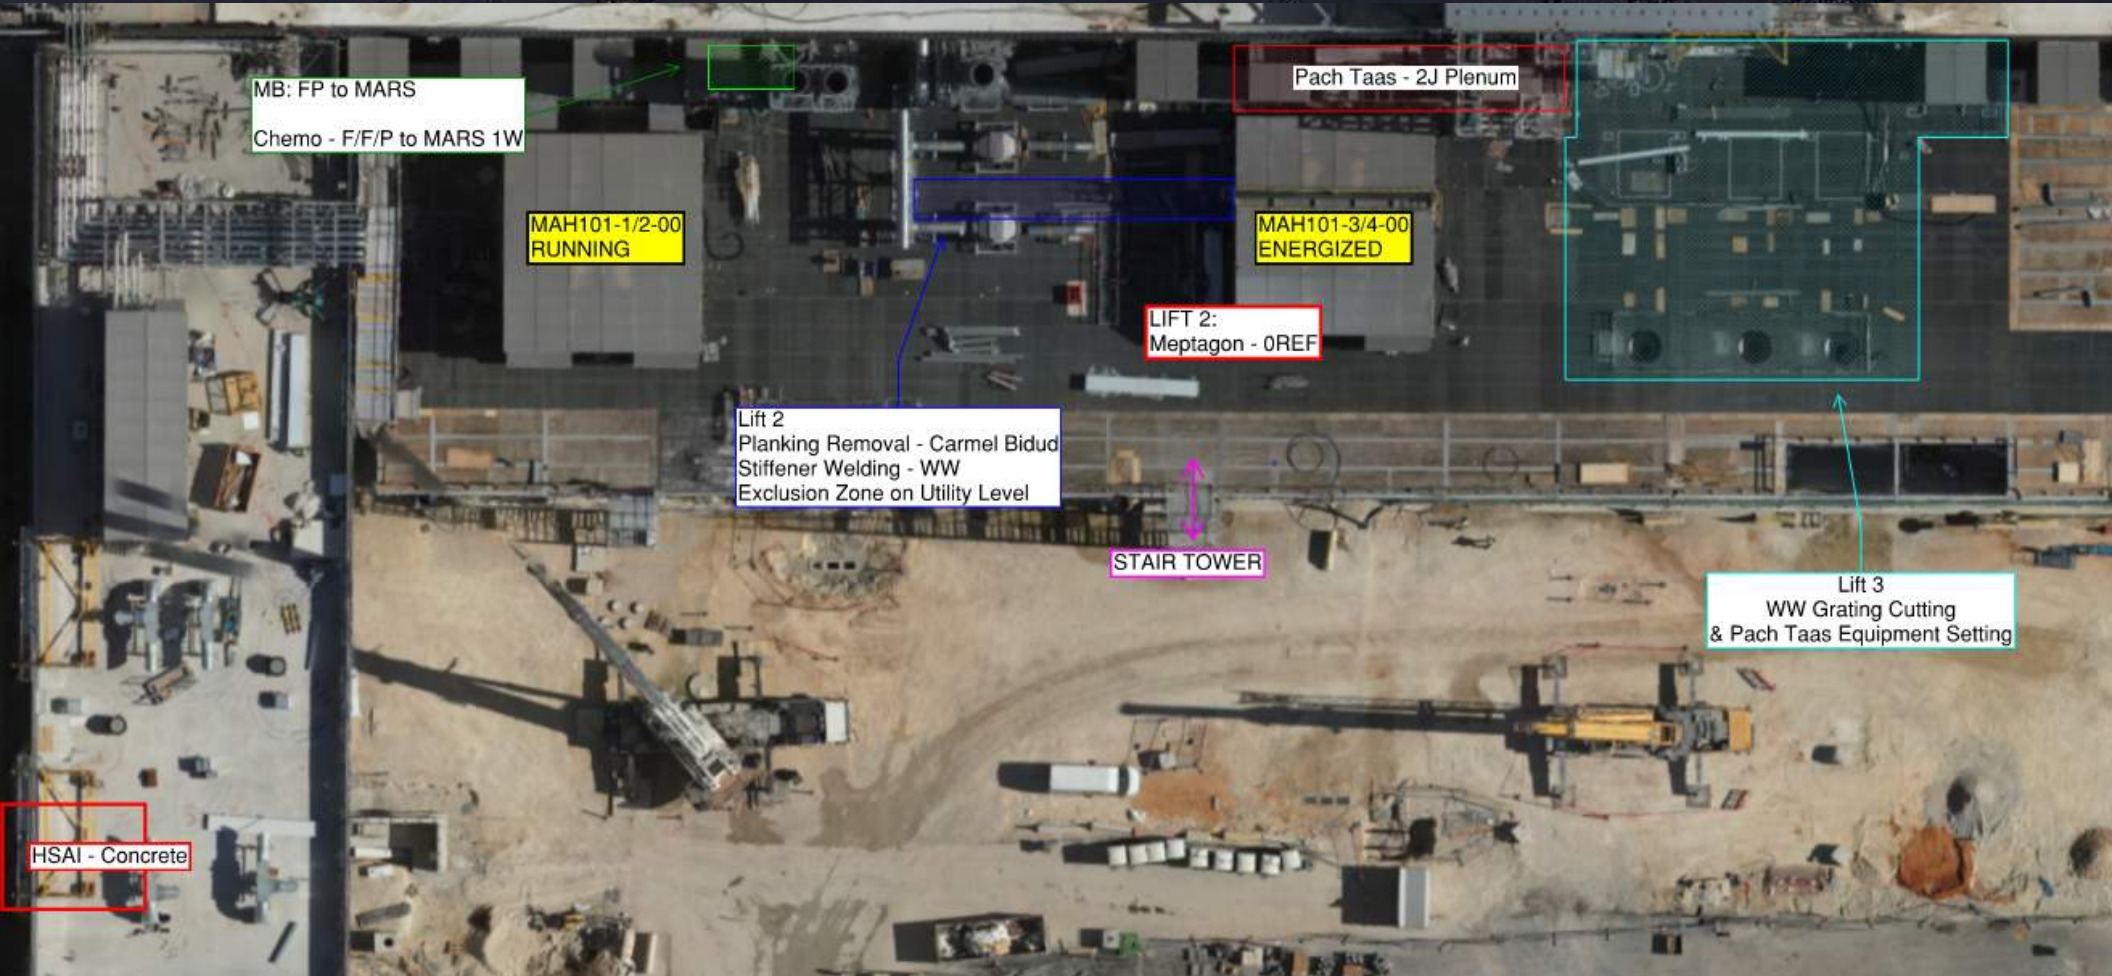 MB: FP to MARS
Chemo - F/F/P to MARS 1W
Pach Taas - 2J Plenum
MAH101-1/2-00
RUNNING
MAH101-3/4-00
ENERGIZED
LIFT 2:
Meptagon - 0REF
Lift 2
Planking Removal - Carmel Bidud
Stiffener Welding - WW
Exclusion Zone on Utility Level
STAIR TOWER
Lift 3
WW Grating Cutting
& Pach Taas Equipment Setting
HSAI - Concrete